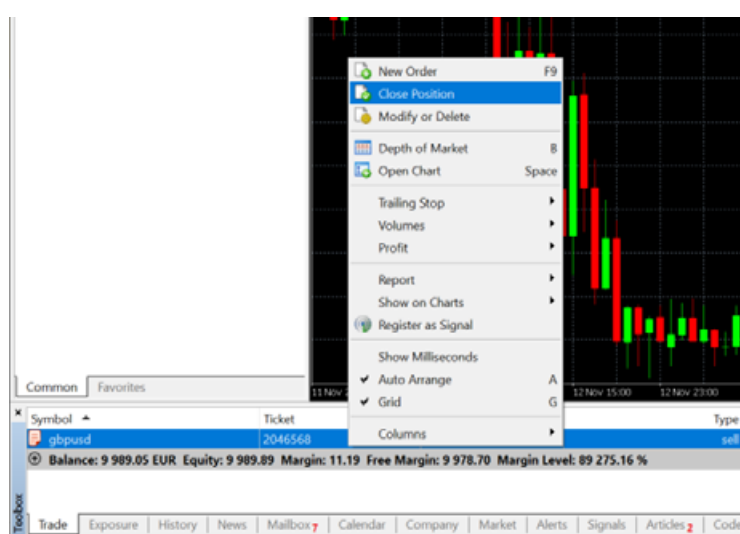 New Order F9
Close Position
Modify or Delete
Depth of Market B
Open Chart Space
Trailing Stop
Volumes
Profit
Report
Show on Charts
Register as Signal
Show Milliseconds
Auto Arrange A
Grid G
Columns
Common Favorites
11 Nov 12 Nov 15:00 12 Nov 23:00
Symbol Ticket Type
gbpusd 2046568 sell
Balance: 9 989.05 EUR Equity: 9 989.89 Margin: 11.19 Free Margin: 9 978.70 Margin Level: 89 275.16 %
Toolbox
Trade Exposure History News Mailbox 7 Calendar Company Market Alerts Signals Articles 2 Code